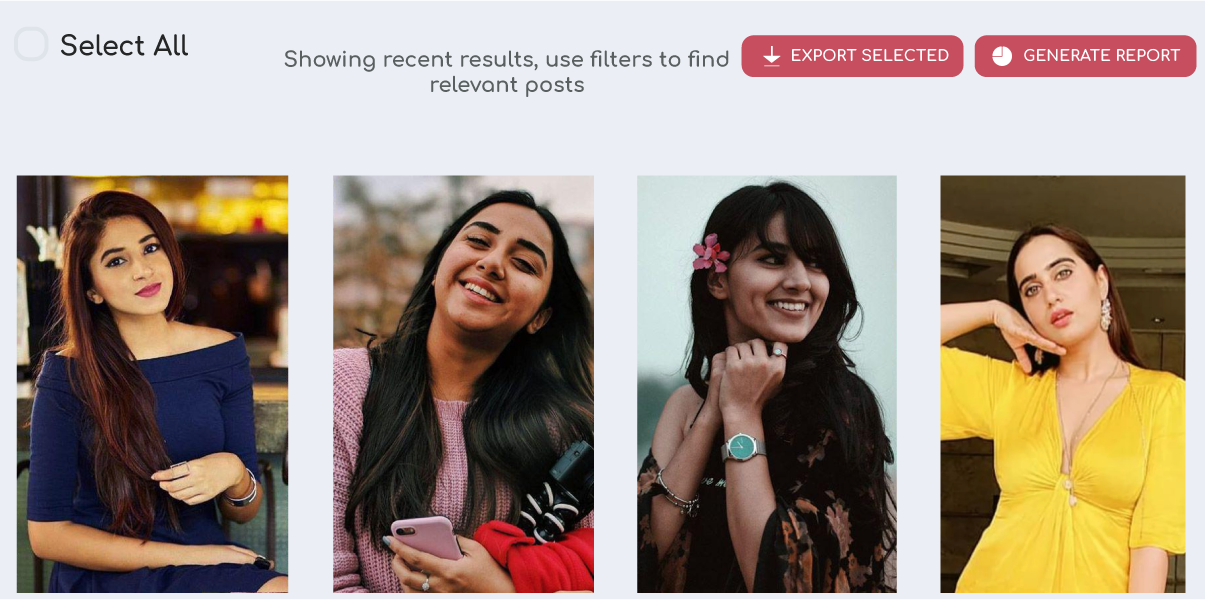 Select All
Showing recent results, use filters to find
relevant posts
EXPORT SELECTED
GENERATE REPORT